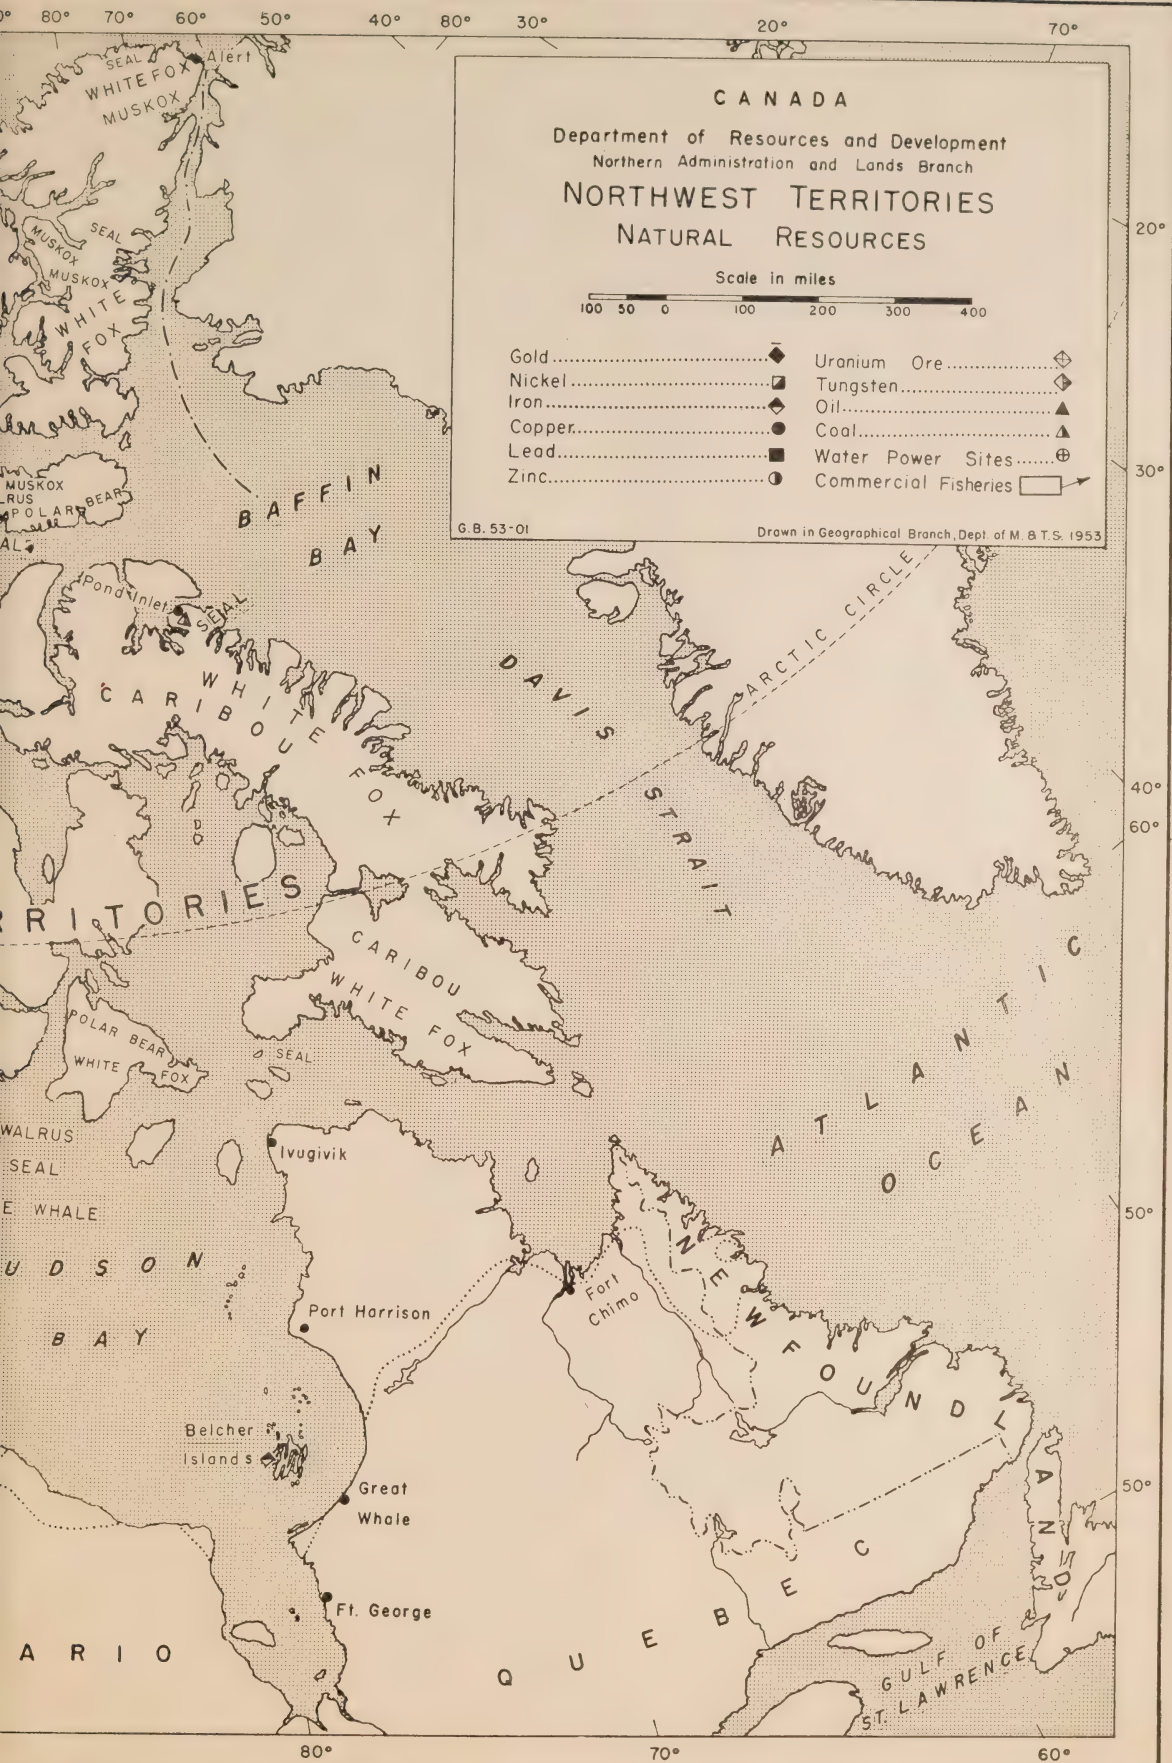 80° 70° 60° 50° 40° 80° 30° 20° 70°
SEAL
Alert
WHITE FOX
MUSKOX
CANADA
Department of Resources and Development
Northern Administration and Lands Branch
NORTHWEST TERRITORIES
NATURAL RESOURCES
Scale in miles
100 50 0 100 200 300 400
Gold
Nickel
Iron
Copper
Lead
Zinc
Uranium Ore
Tungsten
Oil
Coal
Water Power Sites
Commercial Fisheries
G.B. 53-01
Drawn in Geographical Branch, Dept. of M. & T.S. 1953
20°
30°
40°
60°
50°
50°
MUSKOX
SEAL
MUSKOX
WHITE
FOX
MUSKOX
LRUS
POLAR BEAR
AL
BAFFIN
BAY
Pond Inlet
SEAL
WHITE
FOX
CARIBOU
DAVIS
STRAIT
ARCTIC CIRCLE
RRITORIES
CARIBOU
WHITE FOX
POLAR BEAR
WHITE FOX
SEAL
ATLANTIC
OCEAN
WALRUS
SEAL
E WHALE
UDSON
BAY
Ivugivik
Port Harrison
Fort
Chimo
NEWFOUNDLAND
Belcher
Islands
Great
Whale
Ft. George
ARIO
QUEBEC
GULF OF
ST. LAWRENCE
80° 70° 60°